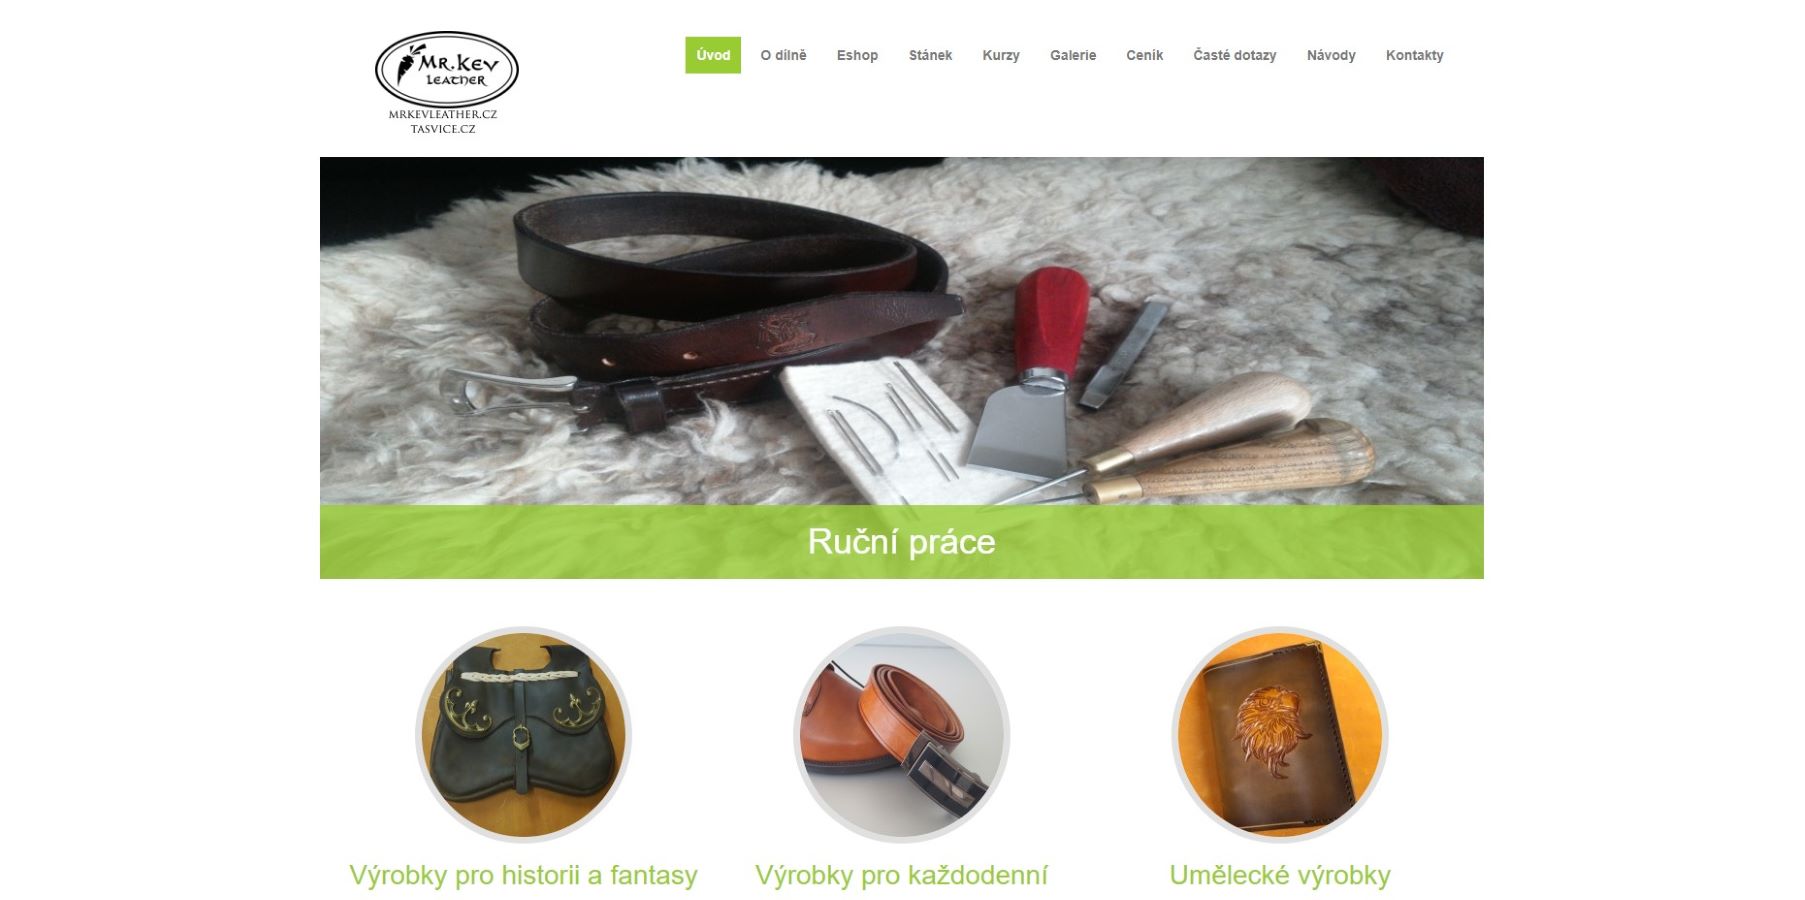 MR.KEV
LEATHER
MRKEVLEATHER.CZ
TASVICE.CZ
Úvod O dílně Eshop Stánek Kurzy Galerie Ceník Časté dotazy Návody Kontakty
Ruční práce
Výrobky pro historii a fantasy
Výrobky pro každodenní
Umělecké výrobky